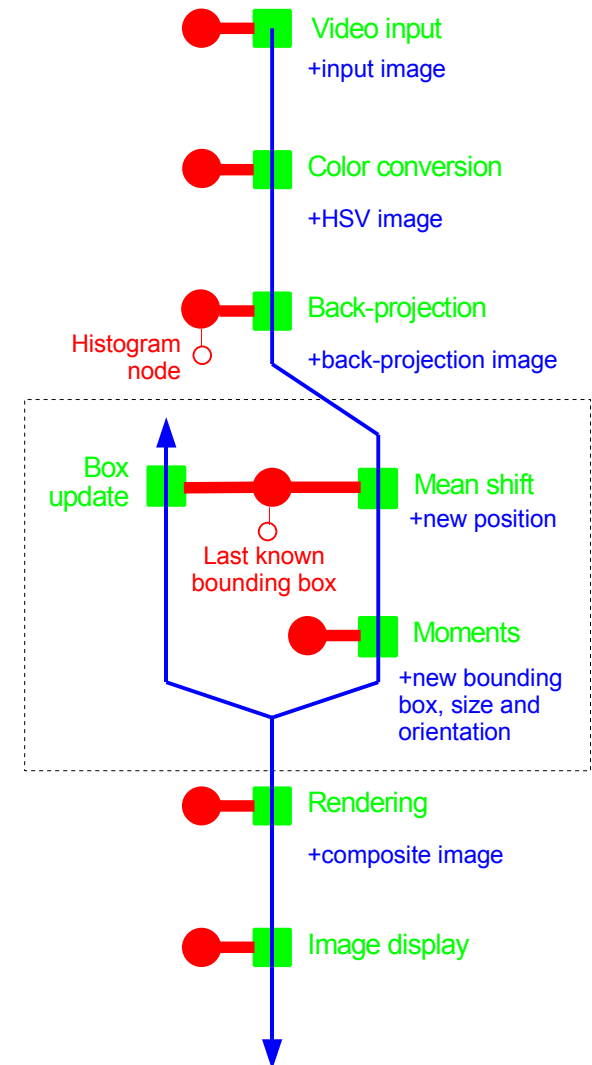 Video input
+input image
Color conversion
+HSV image
Back-projection
Histogram
node
+back-projection image
Box
update
Mean shift
+new position
Last known
bounding box
Moments
+new bounding
box, size and
orientation
Rendering
+composite image
Image display